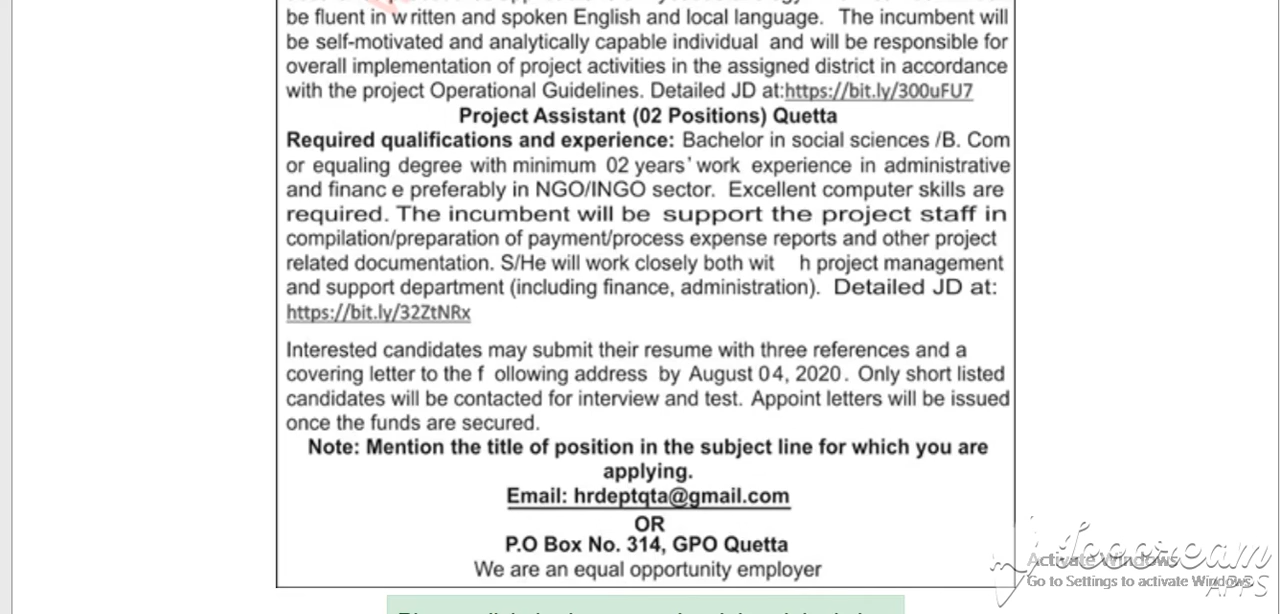 be fluent in written and spoken English and local language. The incumbent will
be self-motivated and analytically capable individual and will be responsible for
overall implementation of project activities in the assigned district in accordance
with the project Operational Guidelines. Detailed JD at:https://bit.ly/300uFU7
Project Assistant (02 Positions) Quetta
Required qualifications and experience: Bachelor in social sciences /B. Com
or equaling degree with minimum 02 years' work experience in administrative
and financ e preferably in NGO/INGO sector. Excellent computer skills are
required. The incumbent will be support the project staff in
compilation/preparation of payment/process expense reports and other project
related documentation. S/He will work closely both wit h project management
and support department (including finance, administration). Detailed JD at:
https://bit.ly/32ZtNRx
Interested candidates may submit their resume with three references and a
covering letter to the f ollowing address by August 04, 2020. Only short listed
candidates will be contacted for interview and test. Appoint letters will be issued
once the funds are secured.
Note: Mention the title of position in the subject line for which you are
applying.
Email: hrdeptqta@gmail.com
OR
P.O Box No. 314, GPO Quetta
We are an equal opportunity employer
Activate Windows
Go to Settings to activate Windows.
APPS